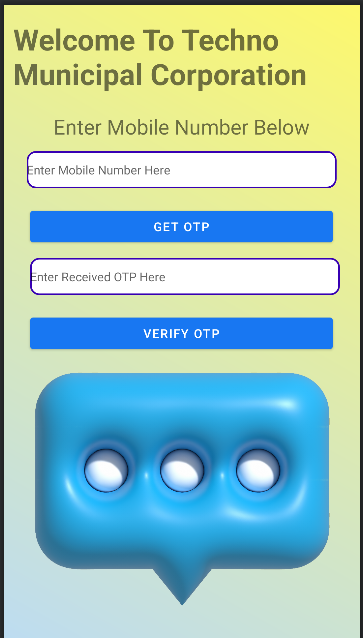 Welcome To Techno
Municipal Corporation
Enter Mobile Number Below
Enter Mobile Number Here
GET OTP
Enter Received OTP Here
VERIFY OTP